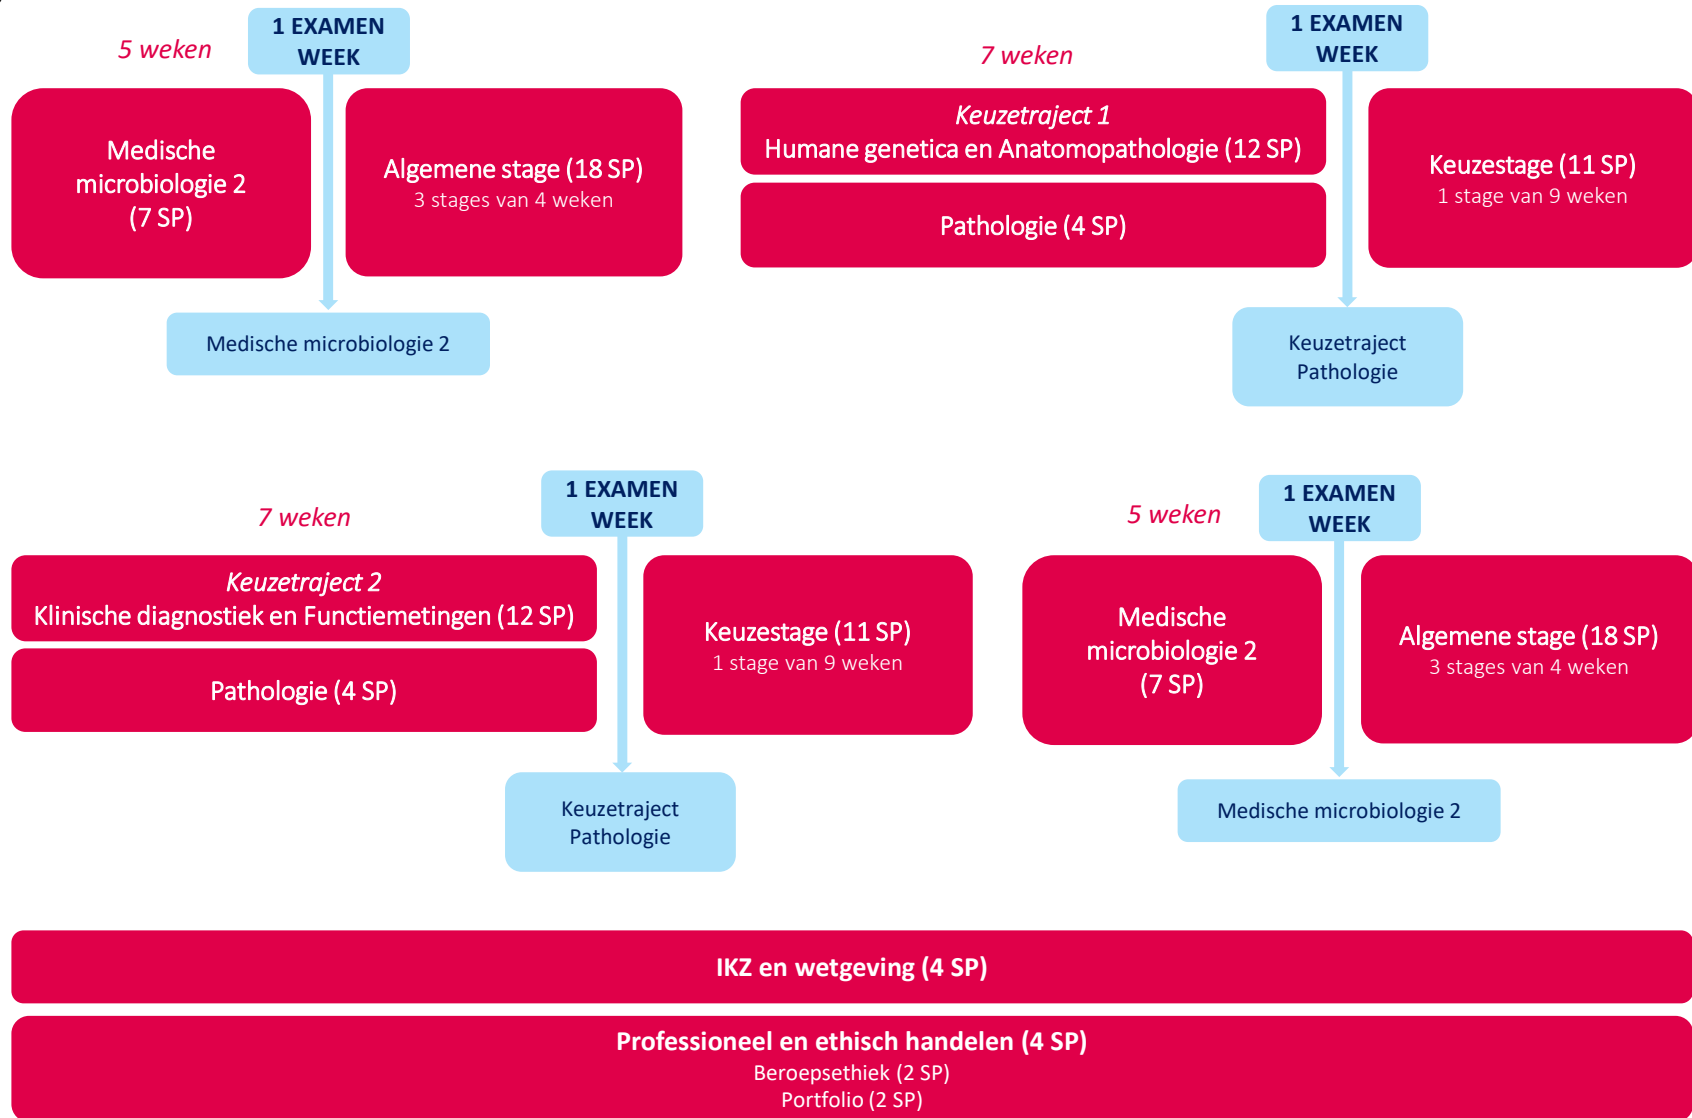 5 weken
1 EXAMEN
WEEK
Medische
microbiologie 2
(7 SP)
Algemene stage (18 SP)
3 stages van 4 weken
Medische microbiologie 2
7 weken
1 EXAMEN
WEEK
Keuzetraject 1
Humane genetica en Anatomopathologie (12 SP)
Pathologie (4 SP)
Keuzestage (11 SP)
1 stage van 9 weken
Keuzetraject
Pathologie
7 weken
1 EXAMEN
WEEK
Keuzetraject 2
Klinische diagnostiek en Functiemetingen (12 SP)
Pathologie (4 SP)
Keuzestage (11 SP)
1 stage van 9 weken
Keuzetraject
Pathologie
5 weken
1 EXAMEN
WEEK
Medische
microbiologie 2
(7 SP)
Algemene stage (18 SP)
3 stages van 4 weken
Medische microbiologie 2
IKZ en wetgeving (4 SP)
Professioneel en ethisch handelen (4 SP)
Beroepsethiek (2 SP)
Portfolio (2 SP)